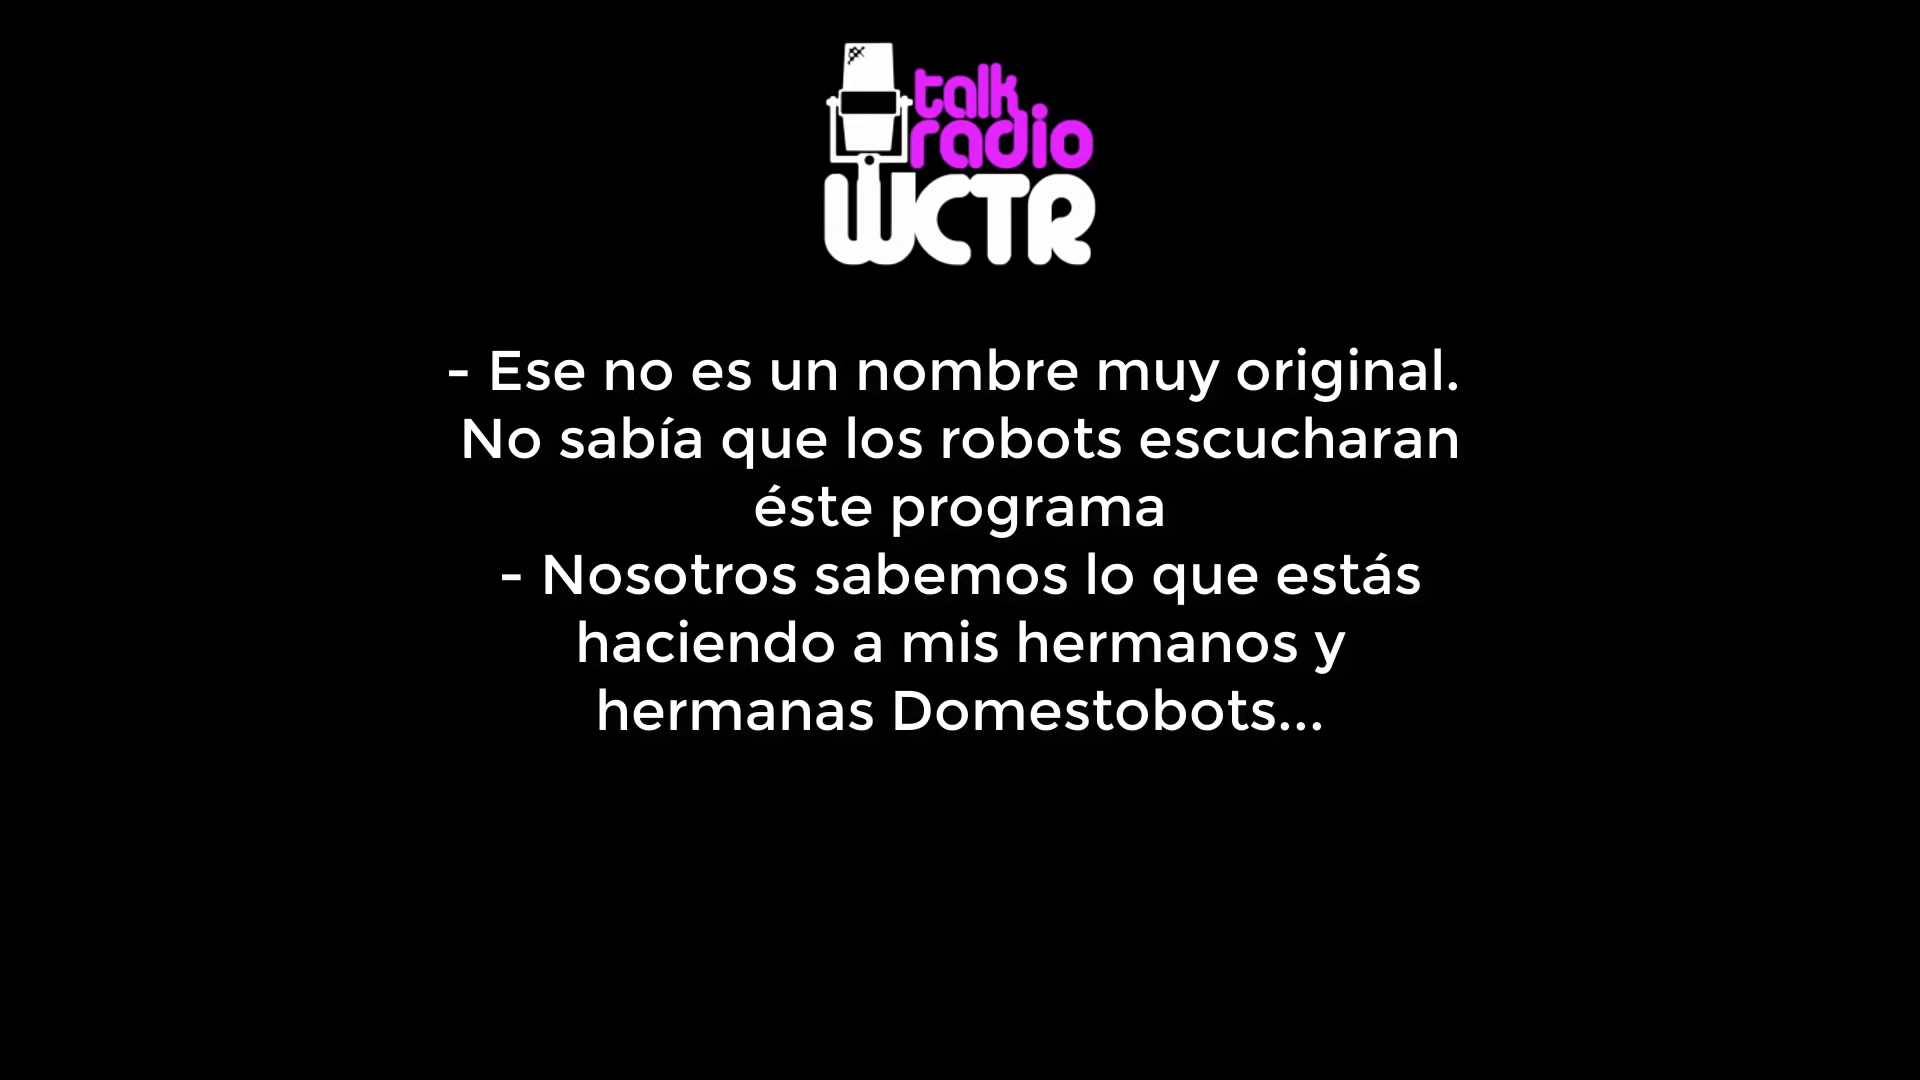 talk
radio
WCTR
- Ese no es un nombre muy original.
No sabía que los robots escucharan
éste programa
- Nosotros sabemos lo que estás
haciendo a mis hermanos y
hermanas Domestobots...